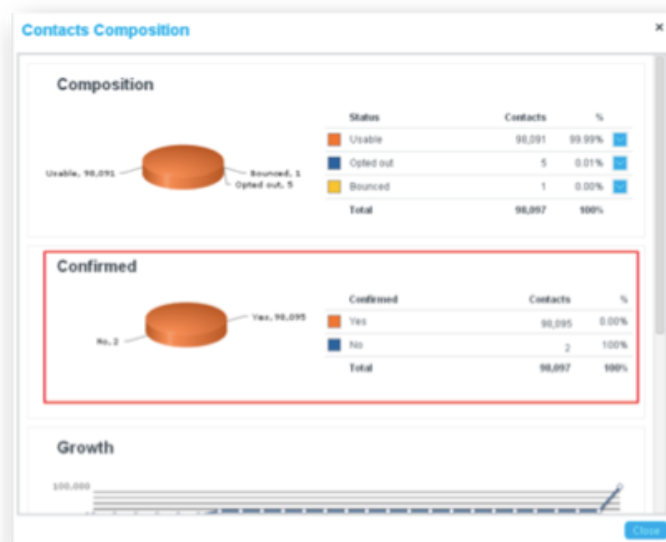 Contacts Composition
×
Composition
Status Contacts %
Usable 98,091 99.99%
Opted out 5 0.01%
Bounced 1 0.00%
Total 98,097 100%
Usable, 98,091
Bounced, 1
Opted out, 5
Confirmed
Confirmed Contacts %
Yes 98,095 0.00%
No 2 100%
Total 98,097 100%
Yes, 98,095
No, 2
Growth
100,000
Close